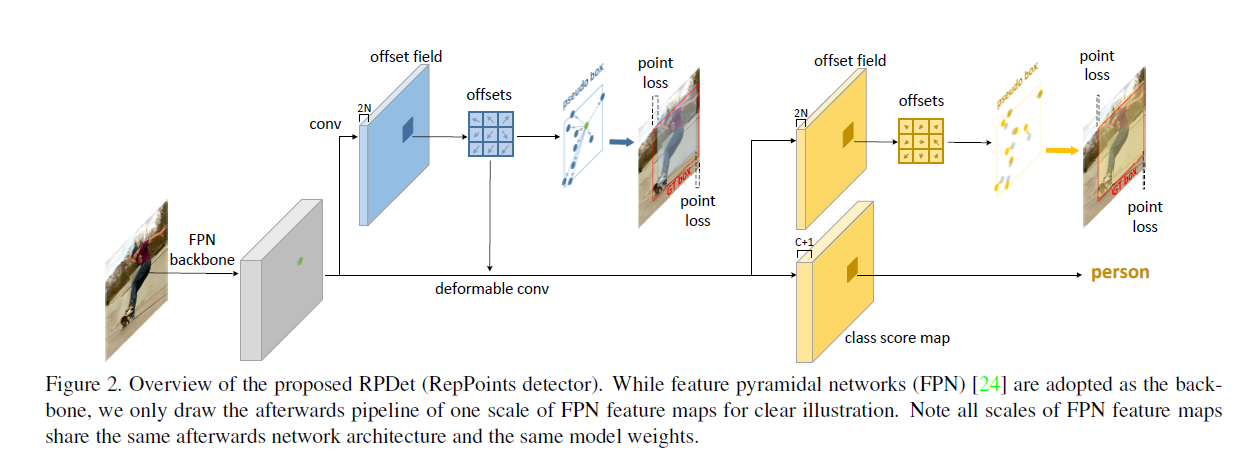 offset field
2N
conv
offsets
pseudo box
point
loss
GT box
point
loss
FPN
backbone
deformable conv
offset field
2N
offsets
pseudo box
point
loss
GT box
point
loss
C+1
person
class score map
Figure 2. Overview of the proposed RPDet (RepPoints detector). While feature pyramidal networks (FPN) [24] are adopted as the back-
bone, we only draw the afterwards pipeline of one scale of FPN feature maps for clear illustration. Note all scales of FPN feature maps
share the same afterwards network architecture and the same model weights.